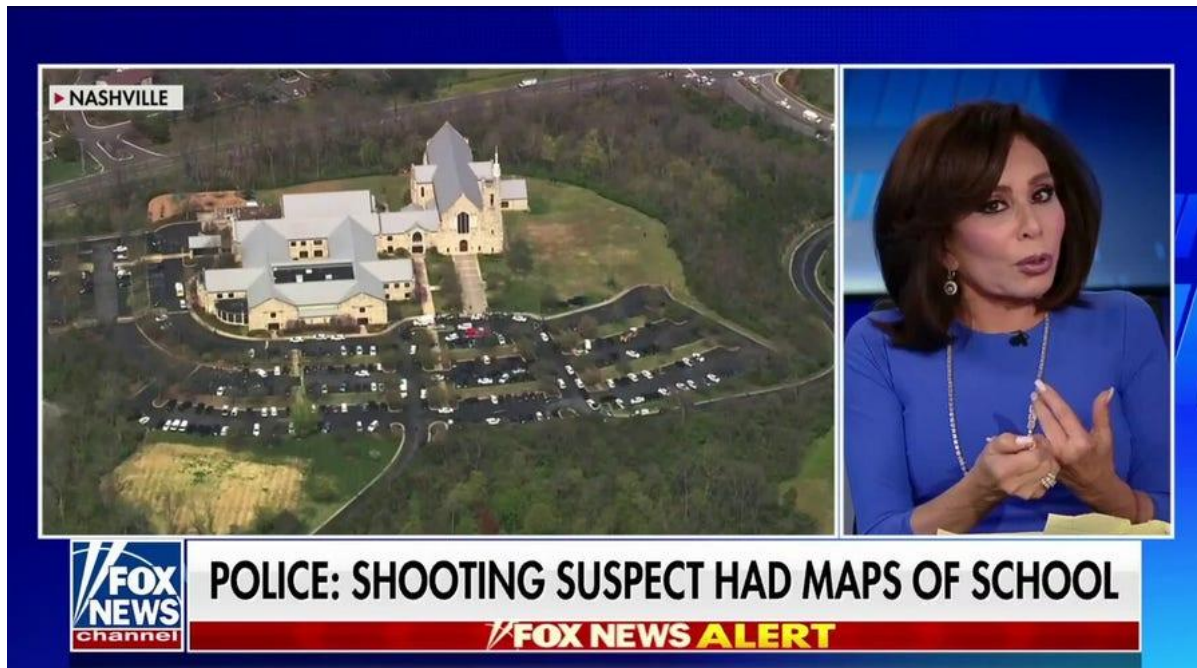 NASHVILLE
FOX
NEWS
channel
POLICE: SHOOTING SUSPECT HAD MAPS OF SCHOOL
FOX NEWS ALERT